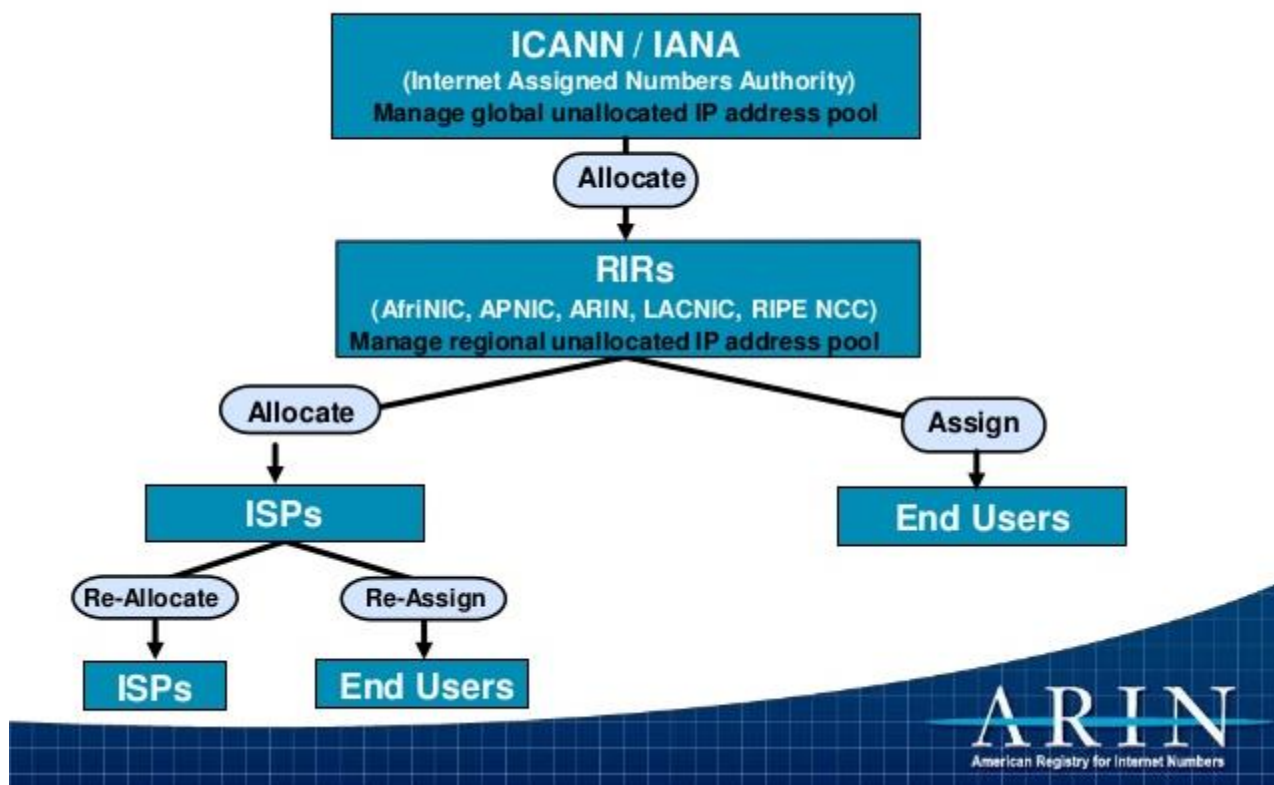 ICANN / IANA
(Internet Assigned Numbers Authority)
Manage global unallocated IP address pool
Allocate
RIRs
(AfriNIC, APNIC, ARIN, LACNIC, RIPE NCC)
Manage regional unallocated IP address pool
Allocate
Assign
ISPs
End Users
Re-Allocate
Re-Assign
ISPs
End Users
ARIN
American Registry for Internet Numbers